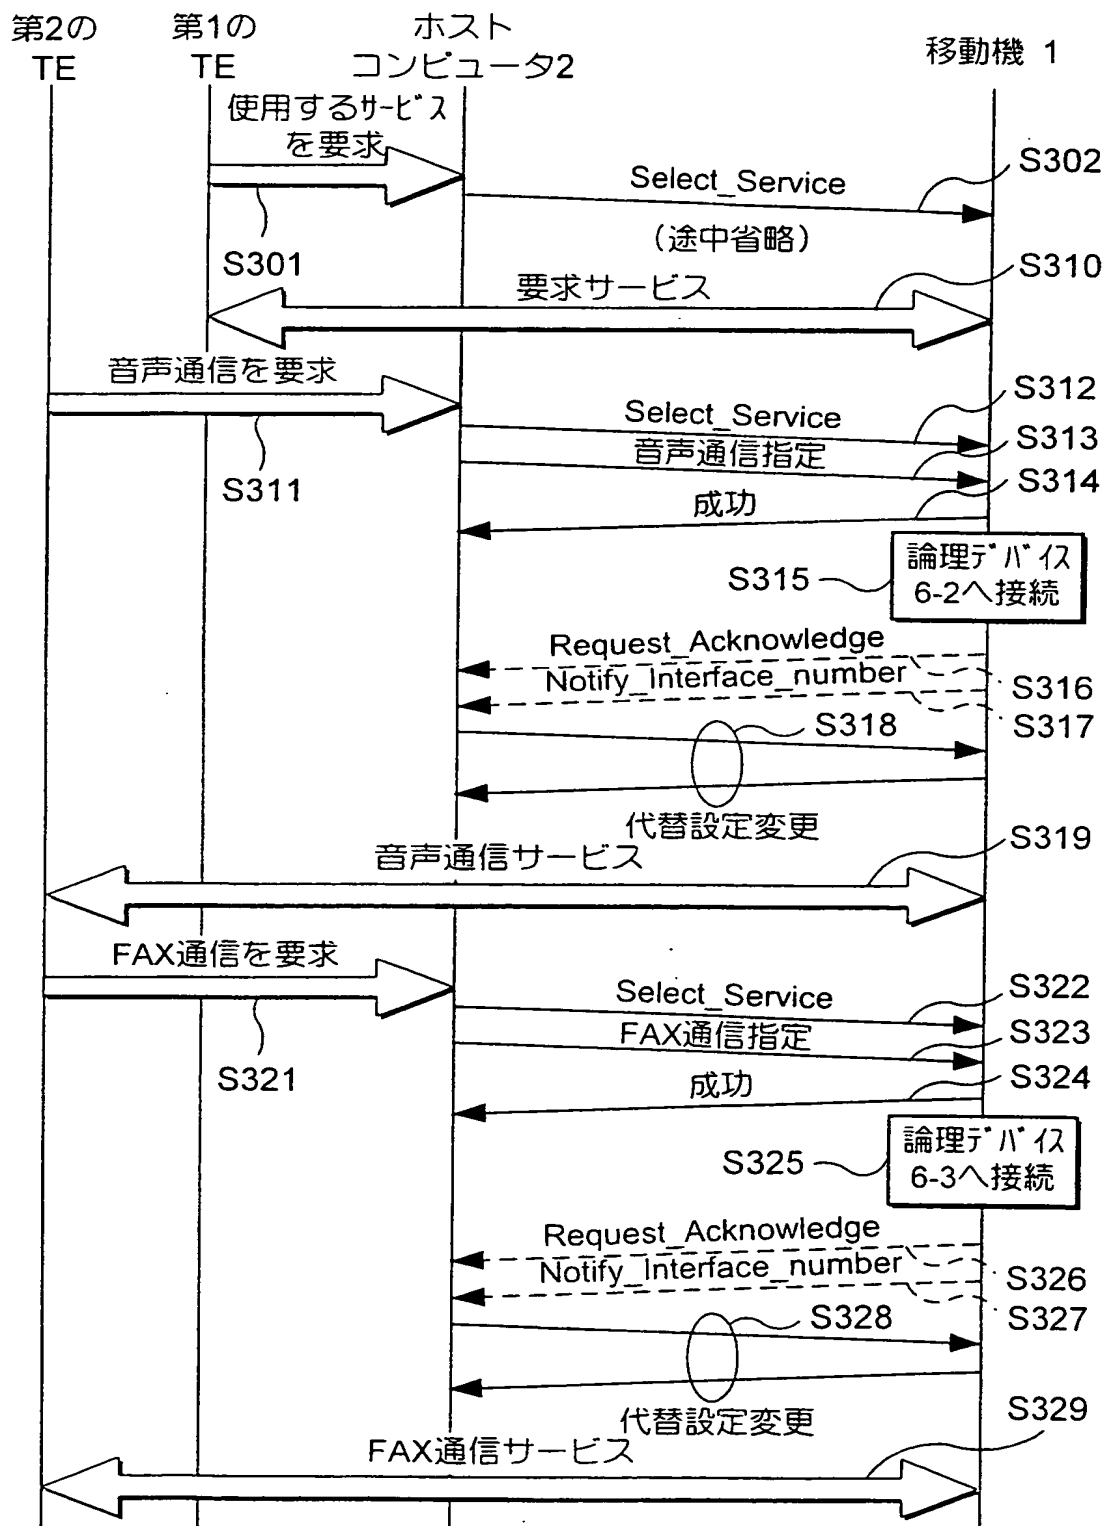 第2の
TE
第1の
TE
ホスト
コンピュータ2
移動機 1
使用するサービス
を要求
S301
Select_Service
S302
(途中省略)
要求サービス
S310
音声通信を要求
S311
Select_Service
S312
音声通信指定
S313
成功
S314
論理デバイス
6-2へ接続
S315
Request_Acknowledge
S316
Notify_Interface_number
S317
S318
代替設定変更
音声通信サービス
S319
FAX通信を要求
S321
Select_Service
S322
FAX通信指定
S323
成功
S324
論理デバイス
6-3へ接続
S325
Request_Acknowledge
S326
Notify_Interface_number
S327
S328
代替設定変更
FAX通信サービス
S329